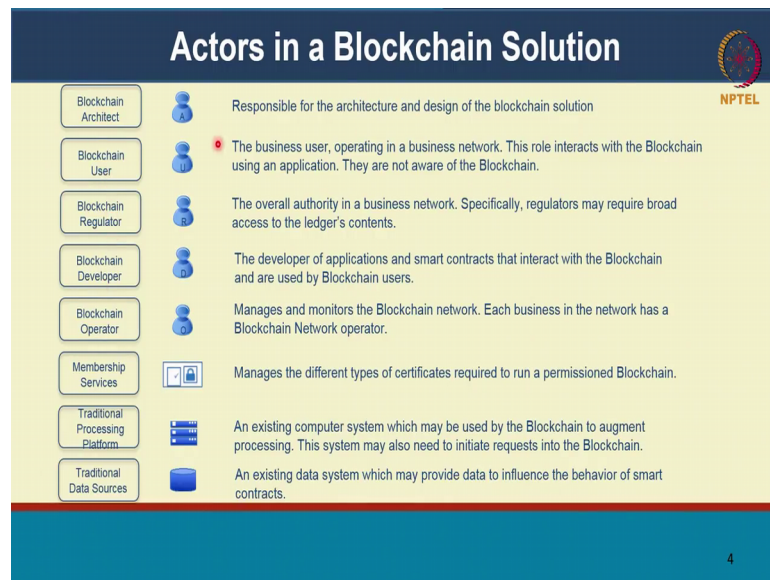 Actors in a Blockchain Solution
NPTEL
Blockchain
Architect
A
Responsible for the architecture and design of the blockchain solution
Blockchain
User
U
The business user, operating in a business network. This role interacts with the Blockchain
using an application. They are not aware of the Blockchain.
Blockchain
Regulator
R
The overall authority in a business network. Specifically, regulators may require broad
access to the ledger's contents.
Blockchain
Developer
D
The developer of applications and smart contracts that interact with the Blockchain
and are used by Blockchain users.
Blockchain
Operator
O
Manages and monitors the Blockchain network. Each business in the network has a
Blockchain Network operator.
Membership
Services
Manages the different types of certificates required to run a permissioned Blockchain.
Traditional
Processing
Platform
An existing computer system which may be used by the Blockchain to augment
processing. This system may also need to initiate requests into the Blockchain.
Traditional
Data Sources
An existing data system which may provide data to influence the behavior of smart
contracts.
4